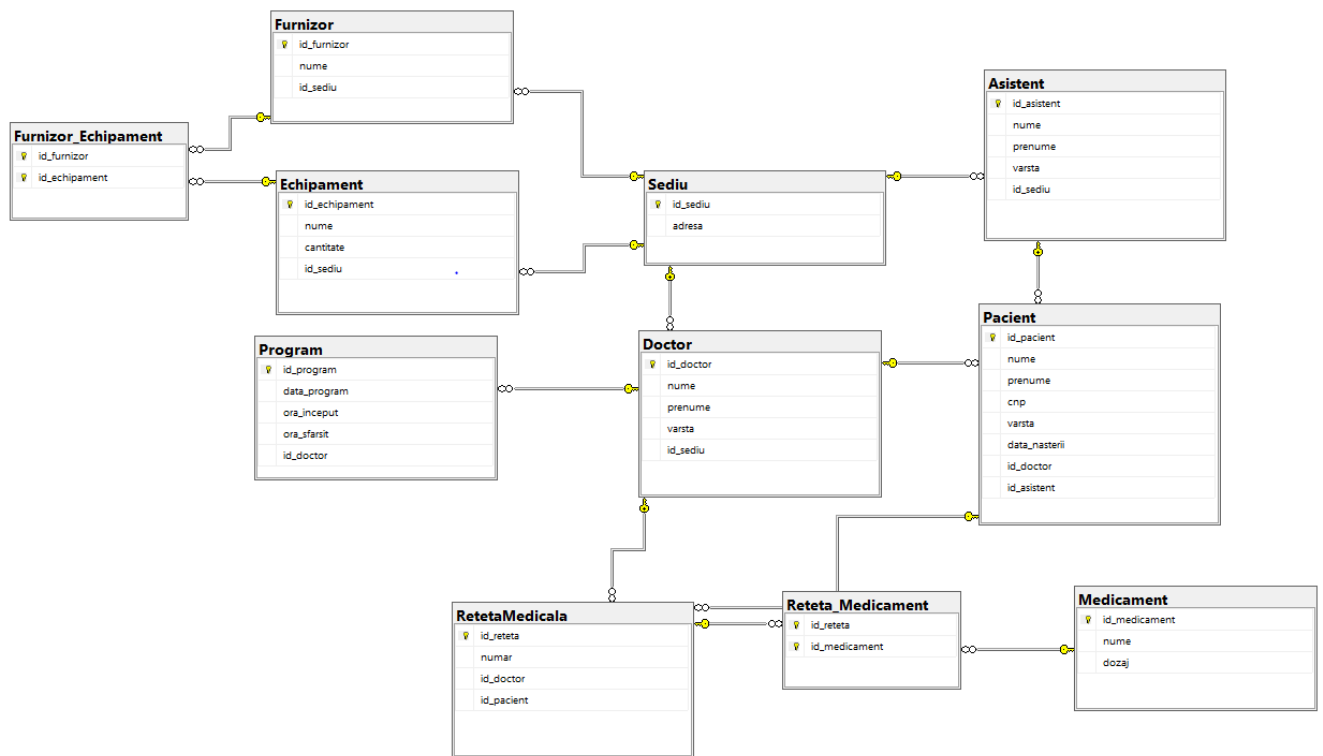 Furnizor
id_furnizor
nume
id_sediu
Asistent
id_asistent
nume
prenume
varsta
id_sediu
Furnizor_Echipament
id_furnizor
id_echipament
Echipament
id_echipament
nume
cantitate
id_sediu
Sediu
id_sediu
adresa
Pacient
id_pacient
nume
prenume
cnp
varsta
data_nasterii
id_doctor
id_asistent
Program
id_program
data_program
ora_inceput
ora_sfarsit
id_doctor
Doctor
id_doctor
nume
prenume
varsta
id_sediu
RetetaMedicala
id_reteta
numar
id_doctor
id_pacient
Reteta_Medicament
id_reteta
id_medicament
Medicament
id_medicament
nume
dozaj